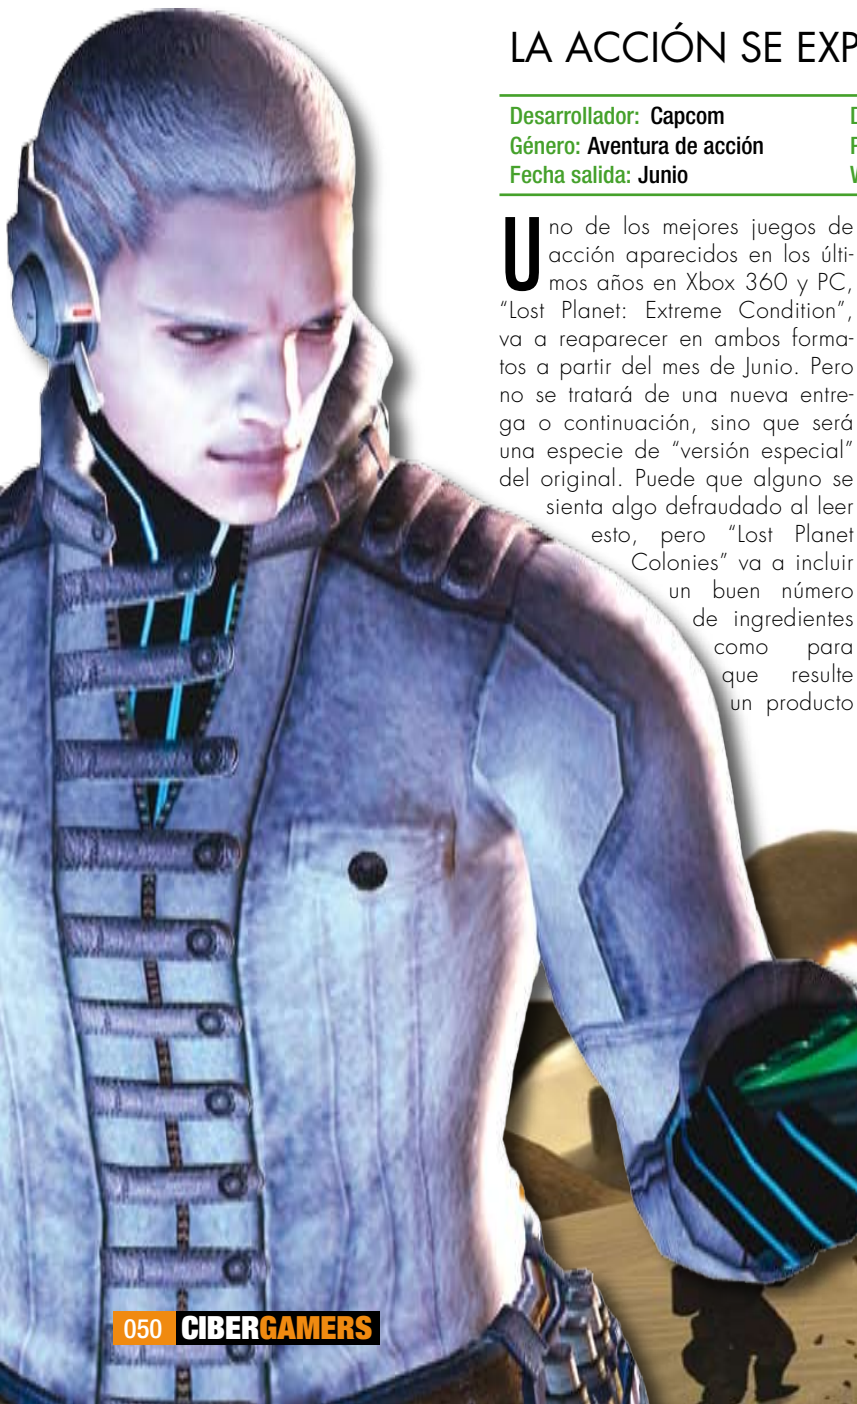 LA ACCIÓN SE EXP
Desarrollador: Capcom
Género: Aventura de acción
Fecha salida: Junio
Uno de los mejores juegos de
acción aparecidos en los últi-
mos años en Xbox 360 y PC,
“Lost Planet: Extreme Condition”,
va a reaparecer en ambos forma-
tos a partir del mes de Junio. Pero
no se tratará de una nueva entre-
ga o continuación, sino que será
una especie de “versión especial”
del original. Puede que alguno se
sienta algo defraudado al leer
esto, pero “Lost Planet
Colonies” va a incluir
un buen número
de ingredientes
como para
que resulte
un producto
050 CIBERGAMERS